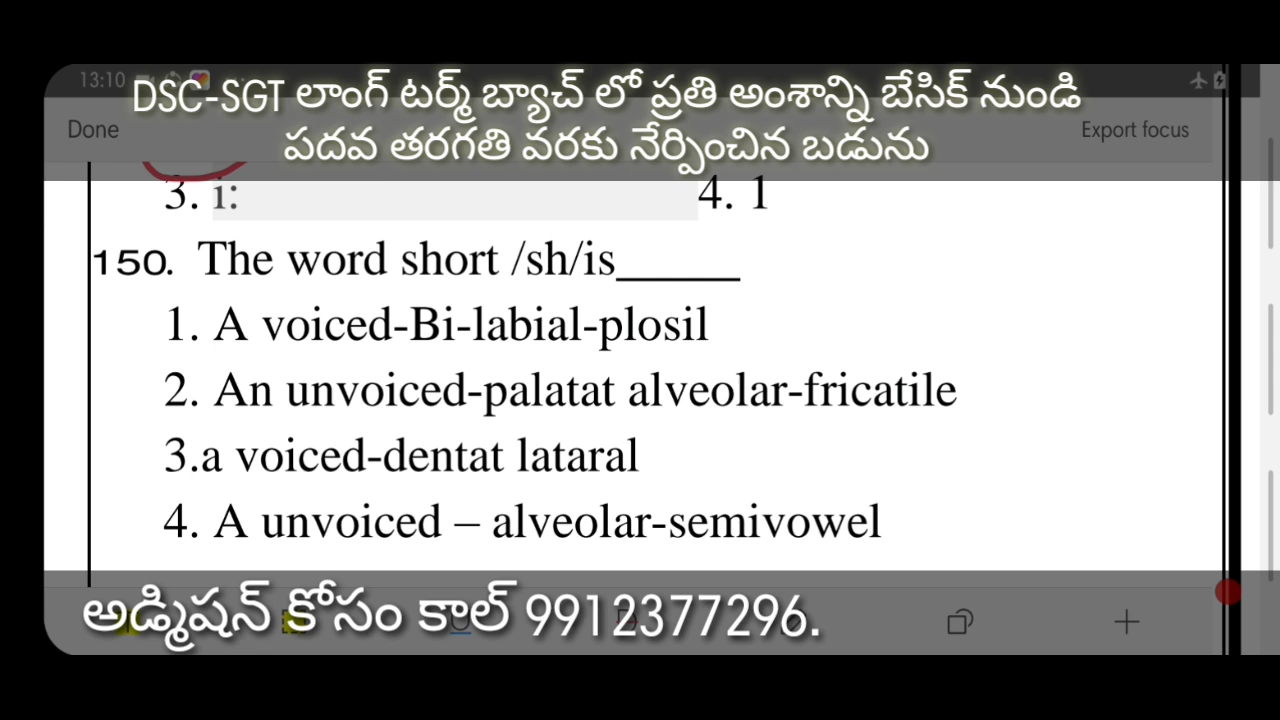 13:10
DSC-SGT లాంగ్ టర్మ్ బ్యాచ్ లో ప్రతి అంశాన్ని బేసిక్ నుండి
Done
Export focus
పదవ తరగతి వరకు నేర్పించిన బడును
3. i: 4. 1
150. The word short /sh/is_____
1. A voiced-Bi-labial-plosil
2. An unvoiced-palatat alveolar-fricatile
3.a voiced-dentat lataral
4. A unvoiced – alveolar-semivowel
అడ్మిషన్ కోసం కాల్ 9912377296.